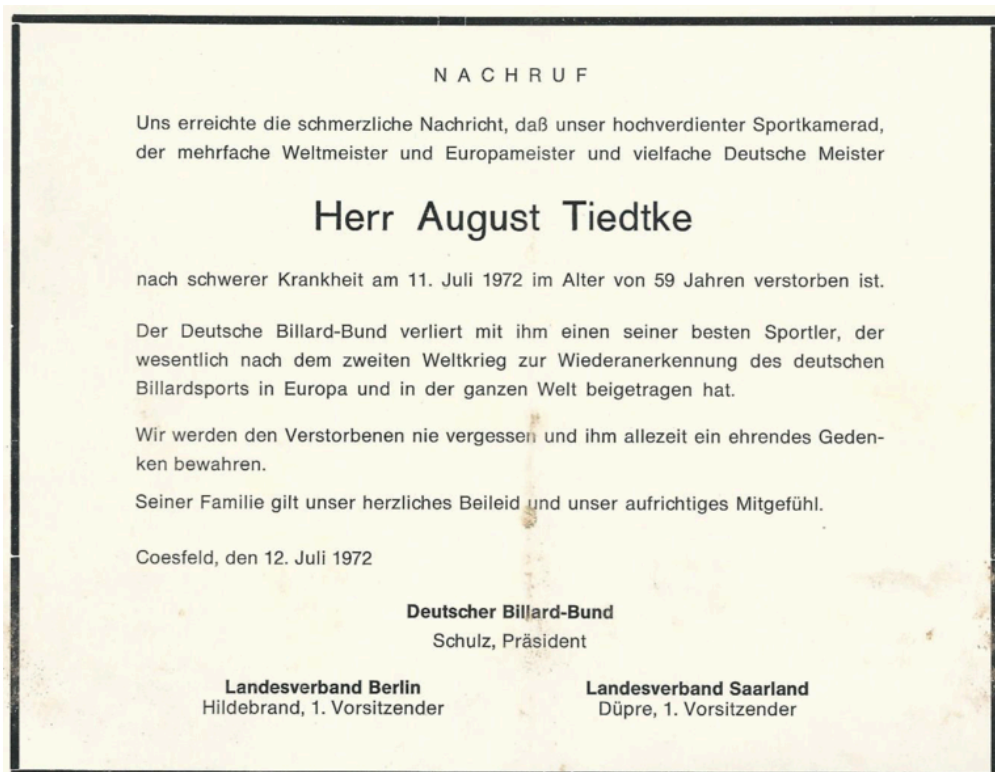 NACHRUF
Uns erreichte die schmerzliche Nachricht, daß unser hochverdienter Sportkamerad,
der mehrfache Weltmeister und Europameister und vielfache Deutsche Meister
Herr August Tiedtke
nach schwerer Krankheit am 11. Juli 1972 im Alter von 59 Jahren verstorben ist.
Der Deutsche Billard-Bund verliert mit ihm einen seiner besten Sportler, der
wesentlich nach dem zweiten Weltkrieg zur Wiederanerkennung des deutschen
Billardsports in Europa und in der ganzen Welt beigetragen hat.
Wir werden den Verstorbenen nie vergessen und ihm allezeit ein ehrendes Geden-
ken bewahren.
Seiner Familie gilt unser herzliches Beileid und unser aufrichtiges Mitgefühl.
Coesfeld, den 12. Juli 1972
Deutscher Billard-Bund
Schulz, Präsident
Landesverband Berlin
Hildebrand, 1. Vorsitzender
Landesverband Saarland
Düpre, 1. Vorsitzender